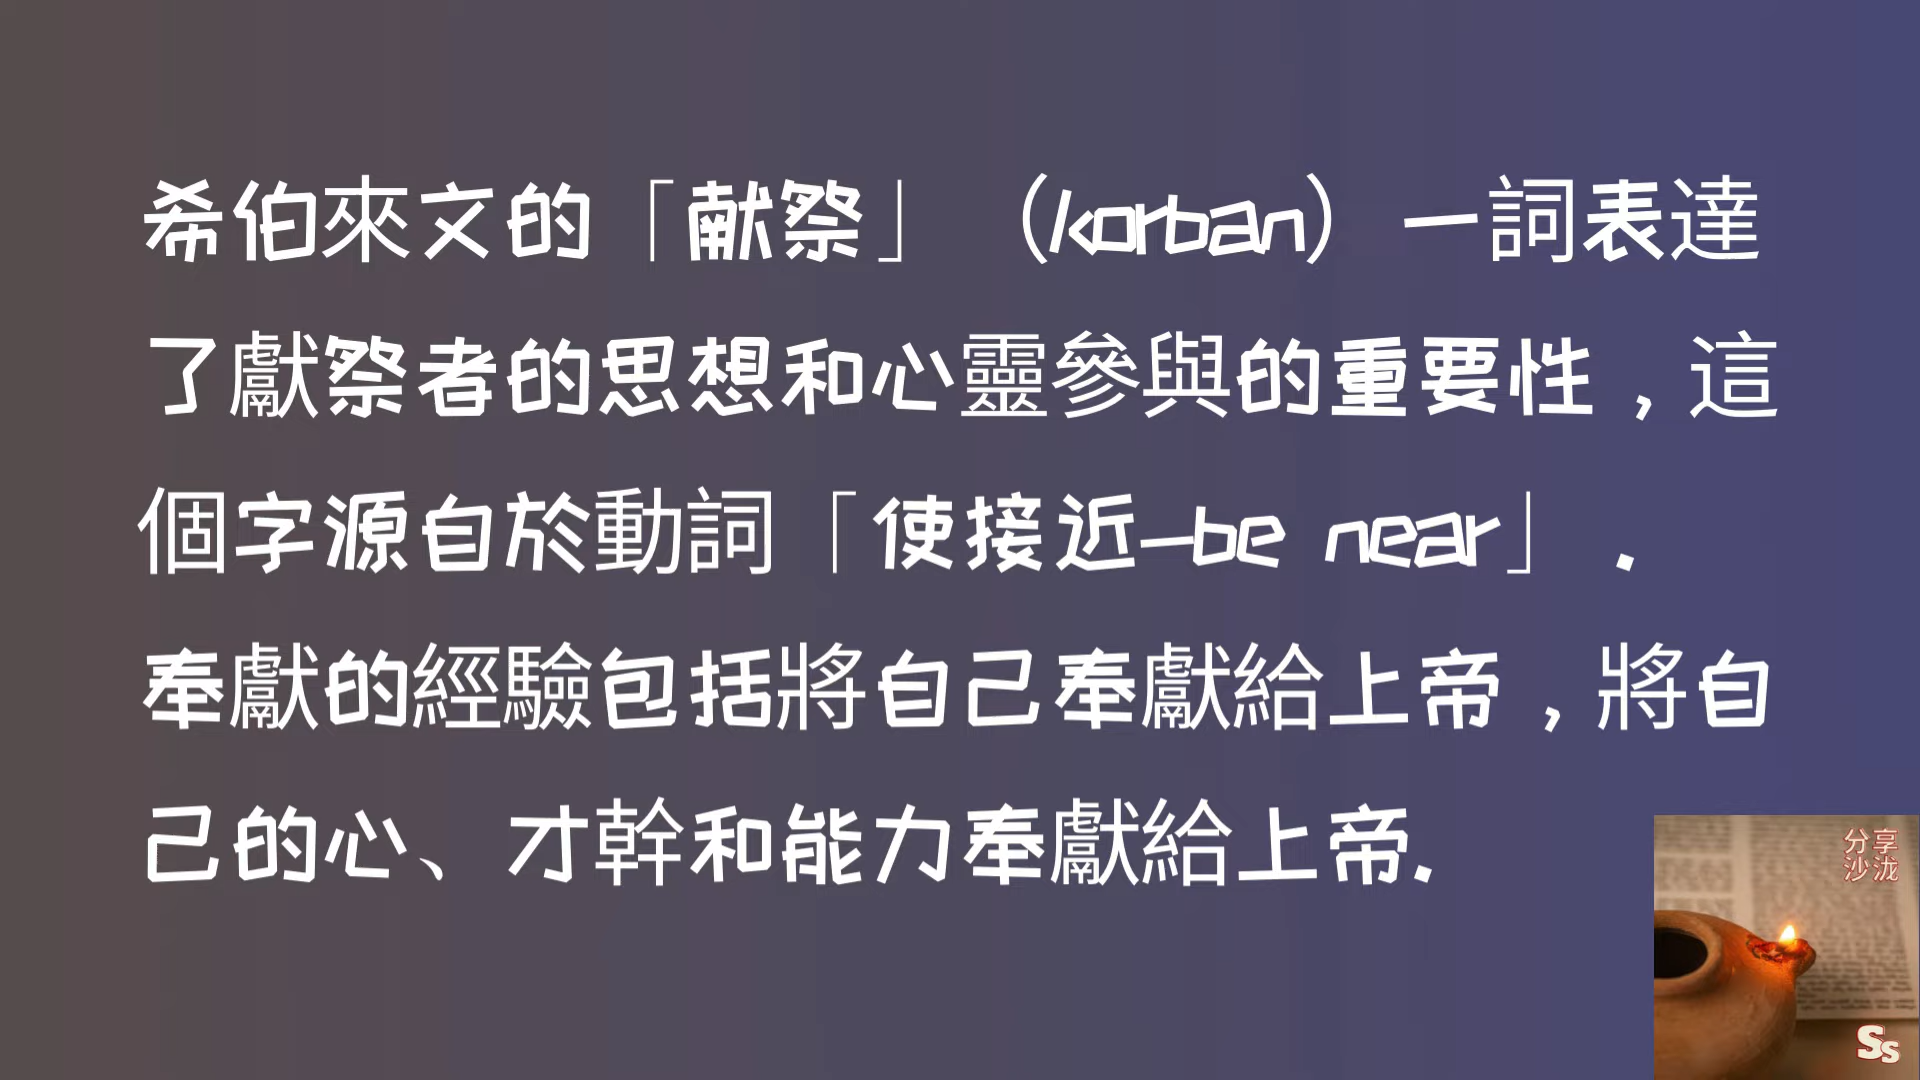 希伯來文的「献祭」（korban）一詞表達
了獻祭者的思想和心靈參與的重要性，這
個字源自於動詞「使接近-be near」.
奉獻的經驗包括將自己奉獻給上帝，將自
己的心、才幹和能力奉獻給上帝.
分享
沙泷
SS